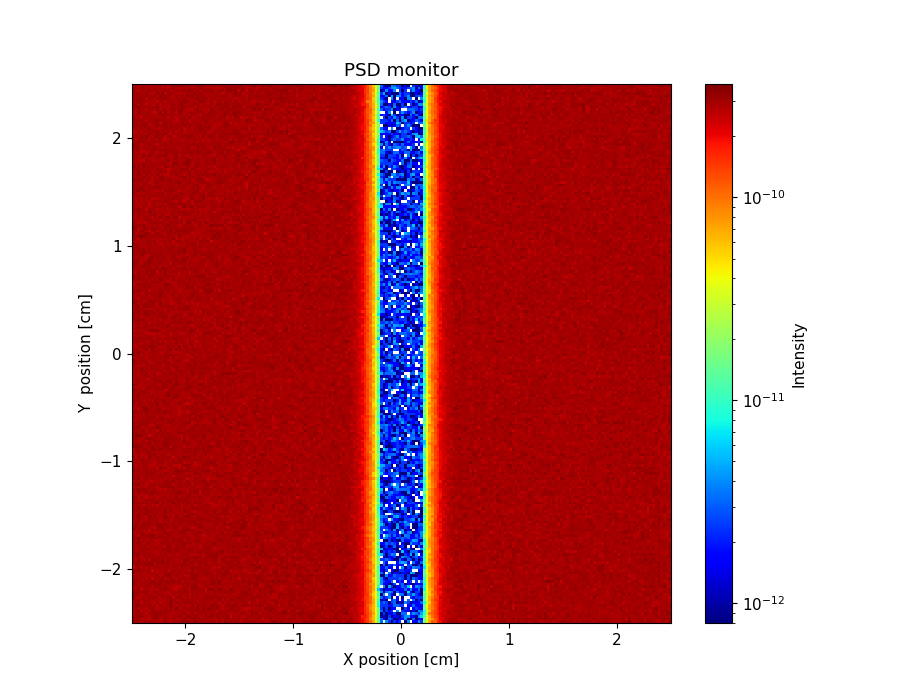 PSD monitor
2
1
0
−1
−2
Y position [cm]
−2 −1 0 1 2
X position [cm]
10⁻¹⁰
10⁻¹¹
10⁻¹²
Intensity